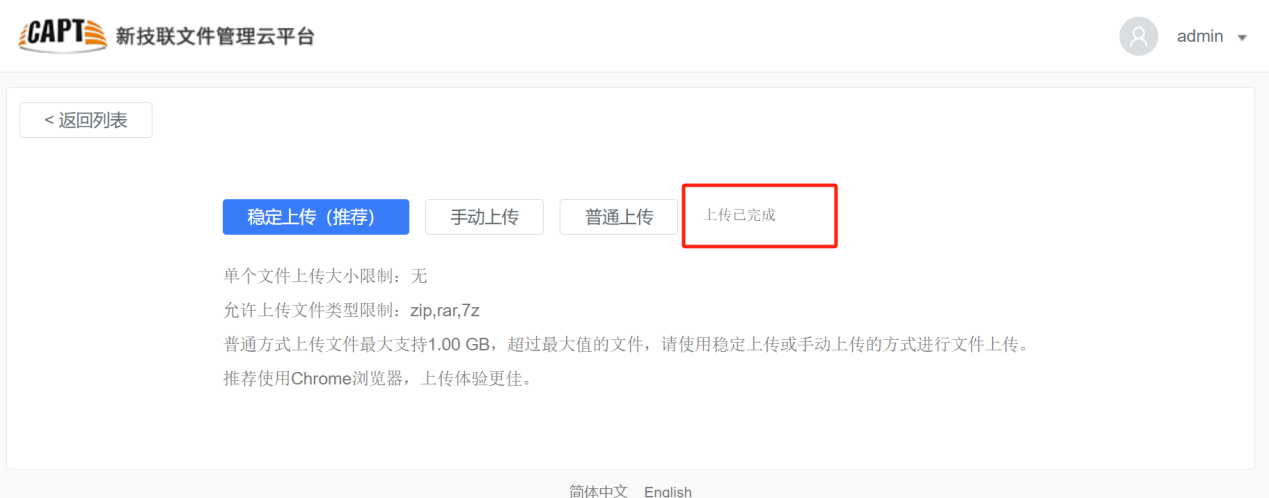 CAPT 新技联文件管理云平台
admin
< 返回列表
稳定上传（推荐） 手动上传 普通上传 上传已完成
单个文件上传大小限制：无
允许上传文件类型限制：zip,rar,7z
普通方式上传文件最大支持1.00 GB，超过最大值的文件，请使用稳定上传或手动上传的方式进行文件上传。
推荐使用Chrome浏览器，上传体验更佳。
简体中文 English